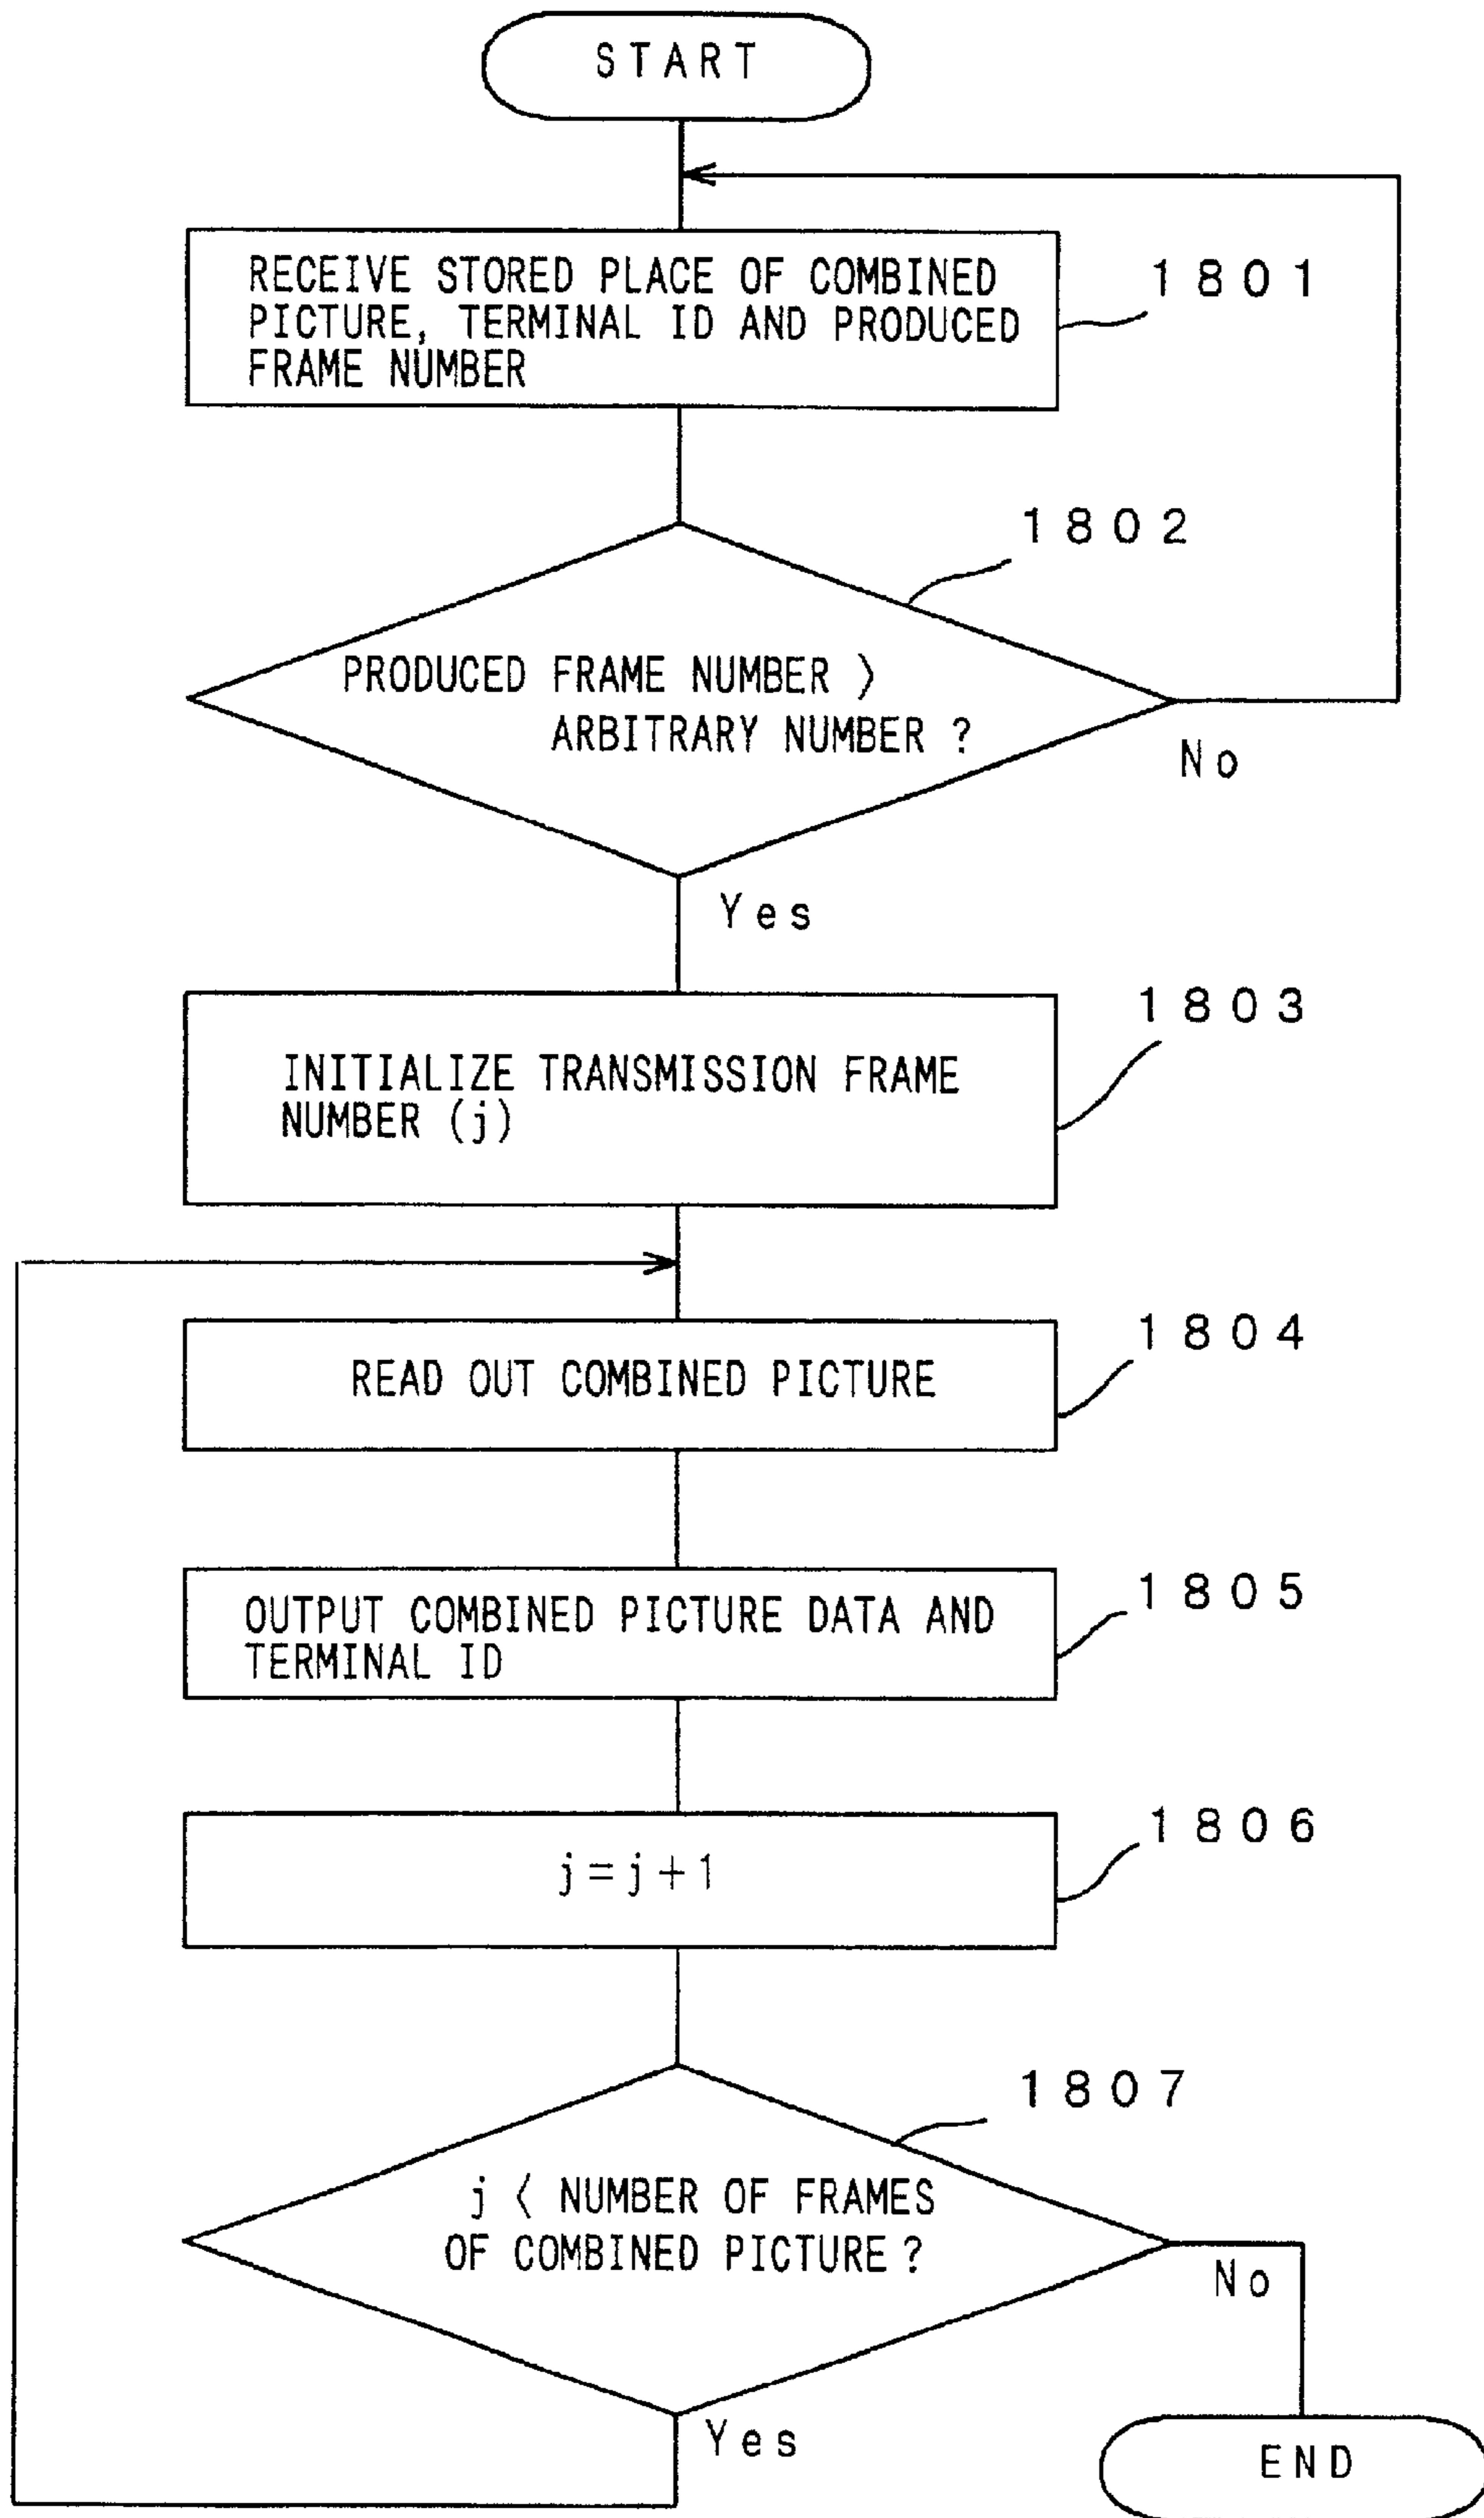 START
RECEIVE STORED PLACE OF COMBINED
PICTURE, TERMINAL ID AND PRODUCED
FRAME NUMBER
1801
1802
PRODUCED FRAME NUMBER >
ARBITRARY NUMBER ?
No
Yes
1803
INITIALIZE TRANSMISSION FRAME
NUMBER (j)
1804
READ OUT COMBINED PICTURE
1805
OUTPUT COMBINED PICTURE DATA AND
TERMINAL ID
1806
j=j+1
1807
j < NUMBER OF FRAMES
OF COMBINED PICTURE ?
No
Yes
END